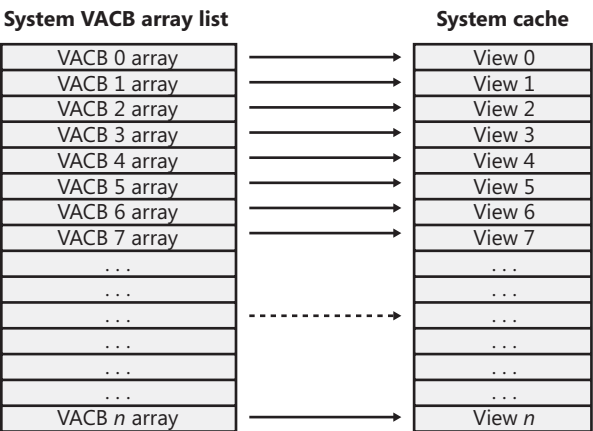 System VACB array list System cache
VACB 0 array View 0
VACB 1 array View 1
VACB 2 array View 2
VACB 3 array View 3
VACB 4 array View 4
VACB 5 array View 5
VACB 6 array View 6
VACB 7 array View 7
. . . . . .
. . . . . .
. . . . . .
. . . . . .
. . . . . .
. . . . . .
VACB n array View n